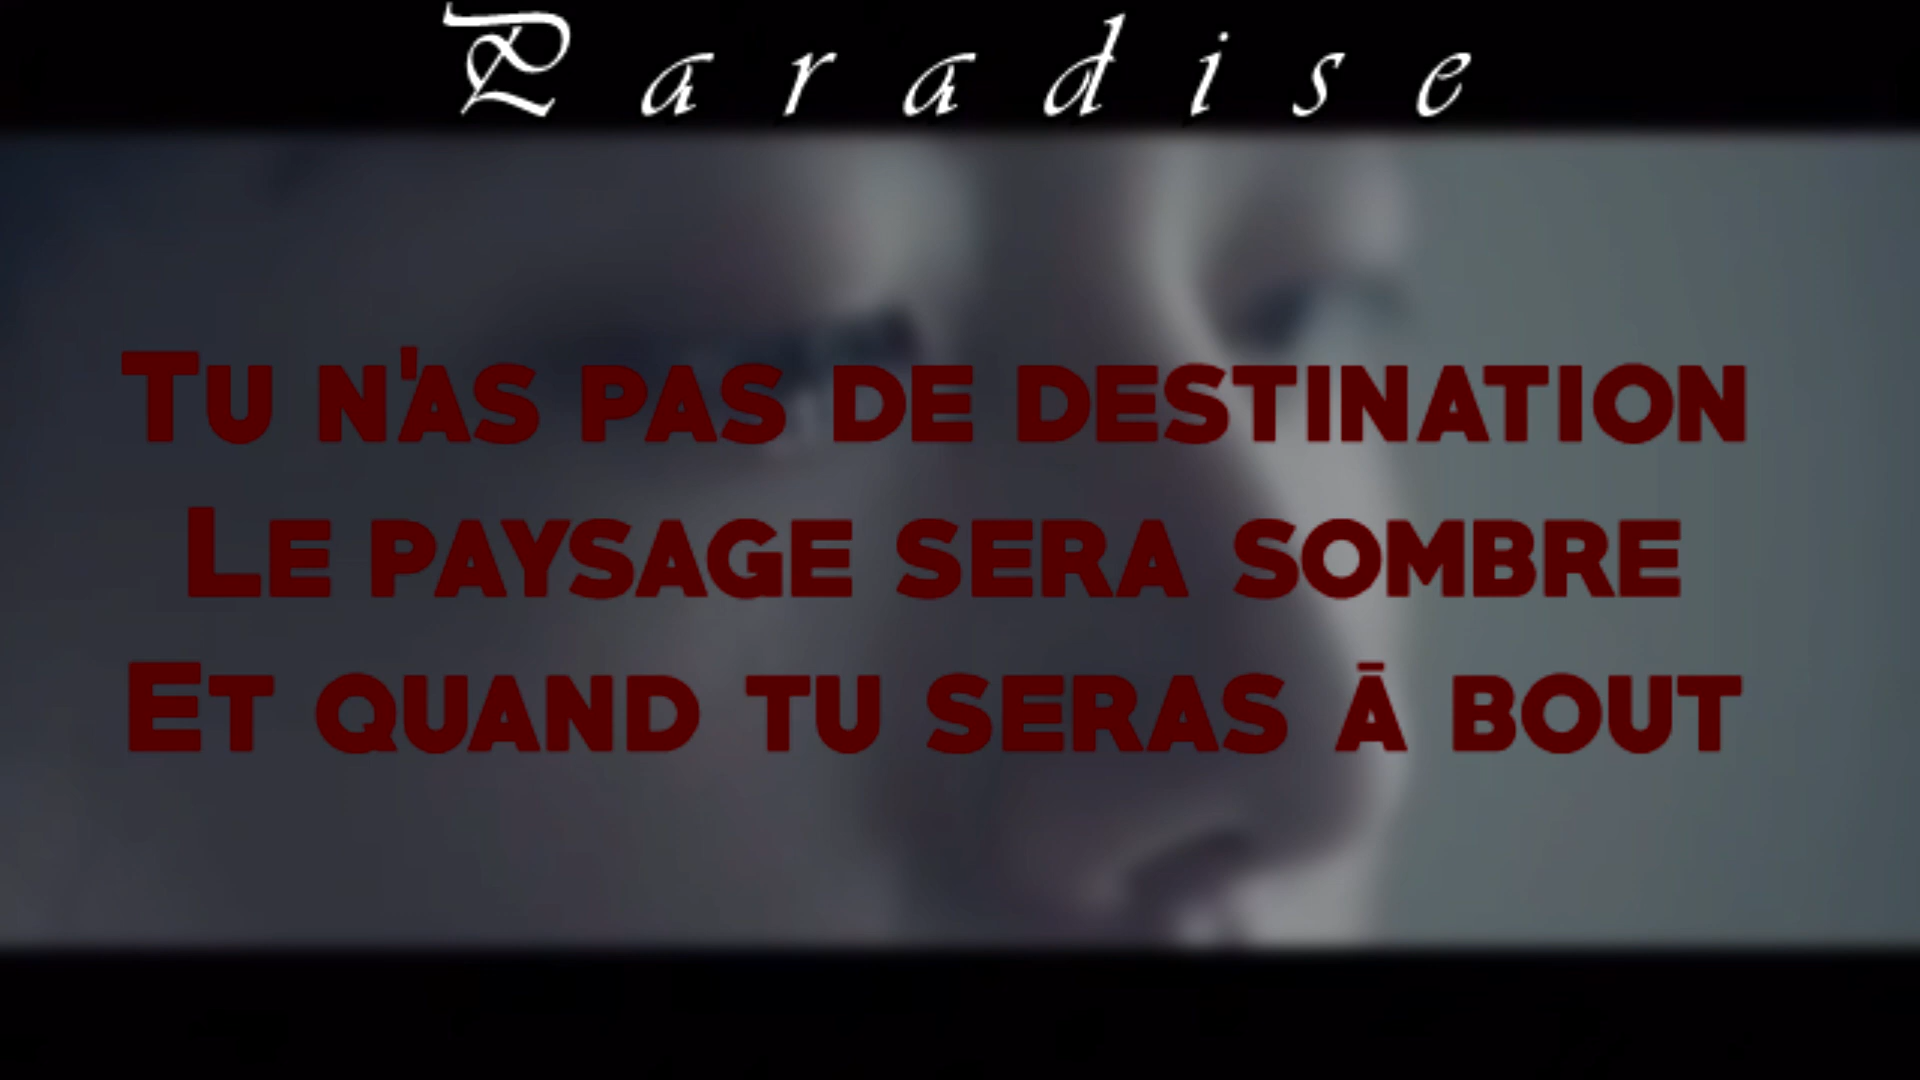 Paradise
Tu n'as pas de destination
Le paysage sera sombre
Et quand tu seras à bout